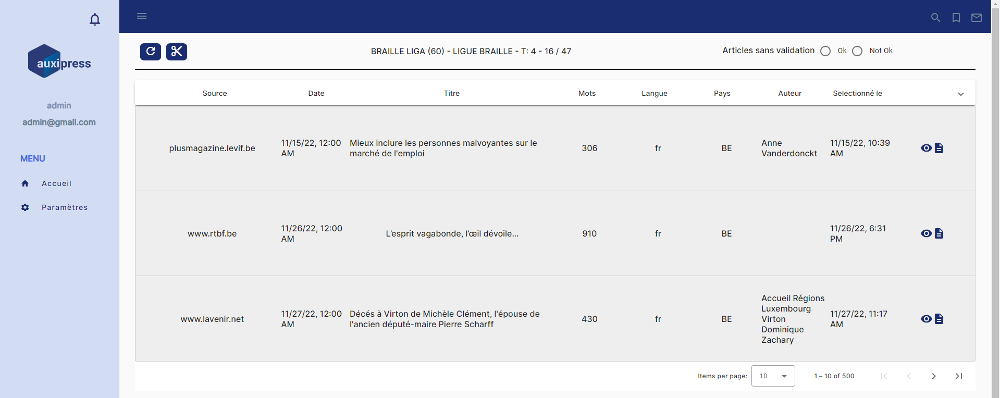 auxipress
admin
admin@gmail.com
MENU
Accueil
Paramètres
BRAILLE LIGA (60) - LIGUE BRAILLE - T: 4 - 16 / 47
Articles sans validation Ok Not Ok
Source Date Titre Mots Langue Pays Auteur Selectionné le
plusmagazine.levif.be
11/15/22, 12:00
AM
Mieux inclure les personnes malvoyantes sur le
marché de l'emploi
306
fr
BE
Anne
Vanderdonckt
11/15/22, 10:39
AM
www.rtbf.be
11/26/22, 12:00
AM
L’esprit vagabonde, l’œil dévoile...
910
fr
BE
11/26/22, 6:31
PM
www.lavenir.net
11/27/22, 12:00
AM
Décés à Virton de Michèle Clément, l'épouse de
l'ancien député-maire Pierre Scharff
430
fr
BE
Accueil Régions
Luxembourg
Virton
Dominique
Zachary
11/27/22, 11:17
AM
Items per page: 10 1 – 10 of 500